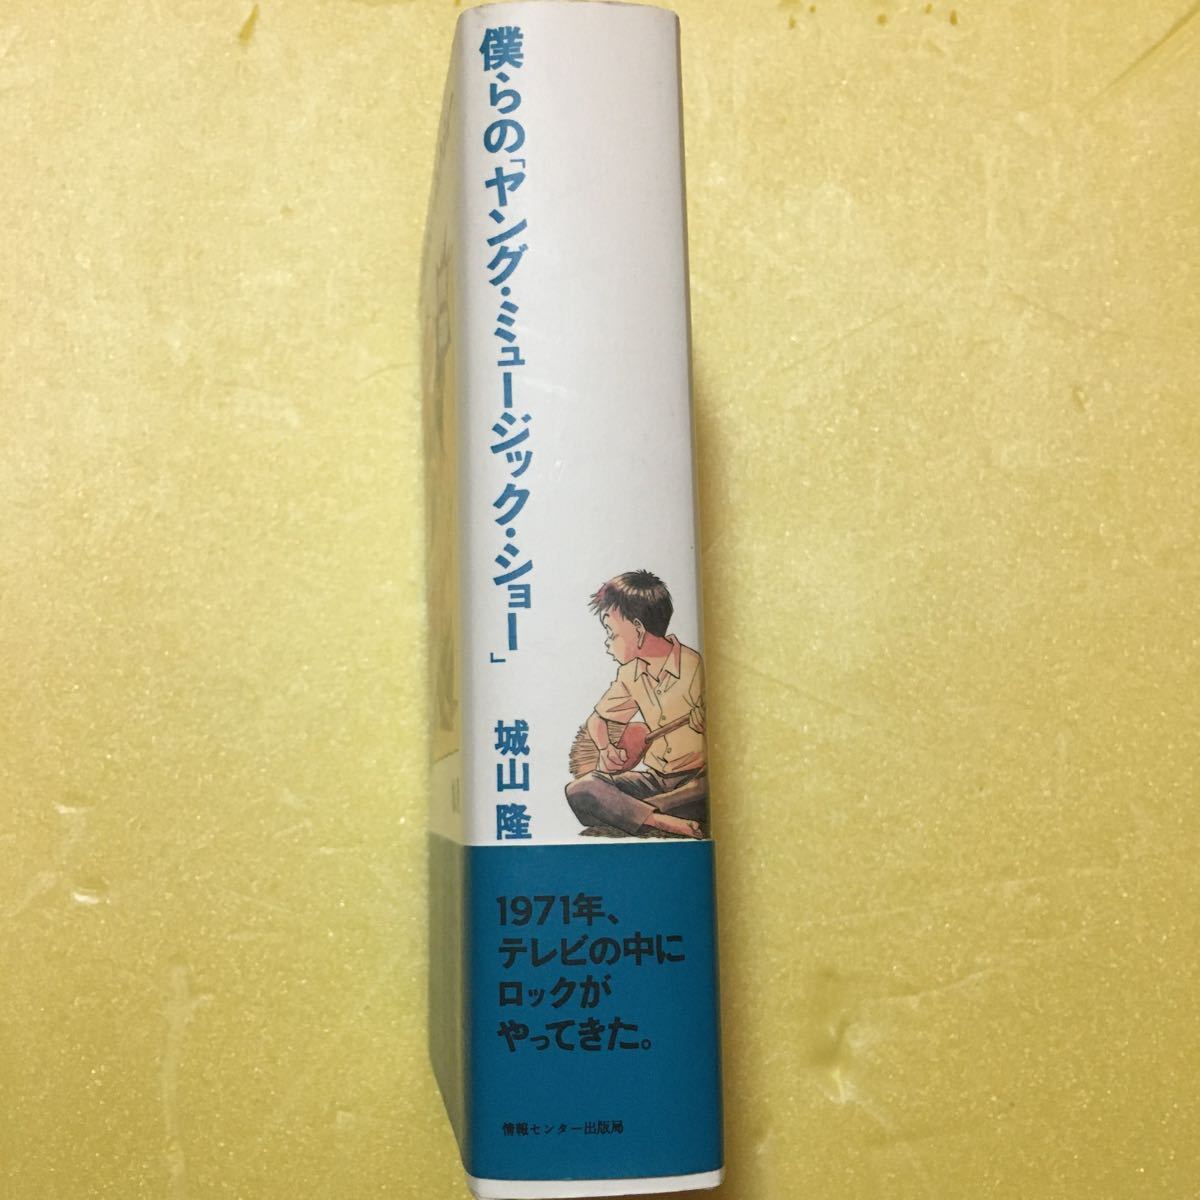 僕らの「ヤング・ミュージック・ショー」
城山 隆
1971年、
テレビの中に
ロックが
やってきた。
情報センター出版局